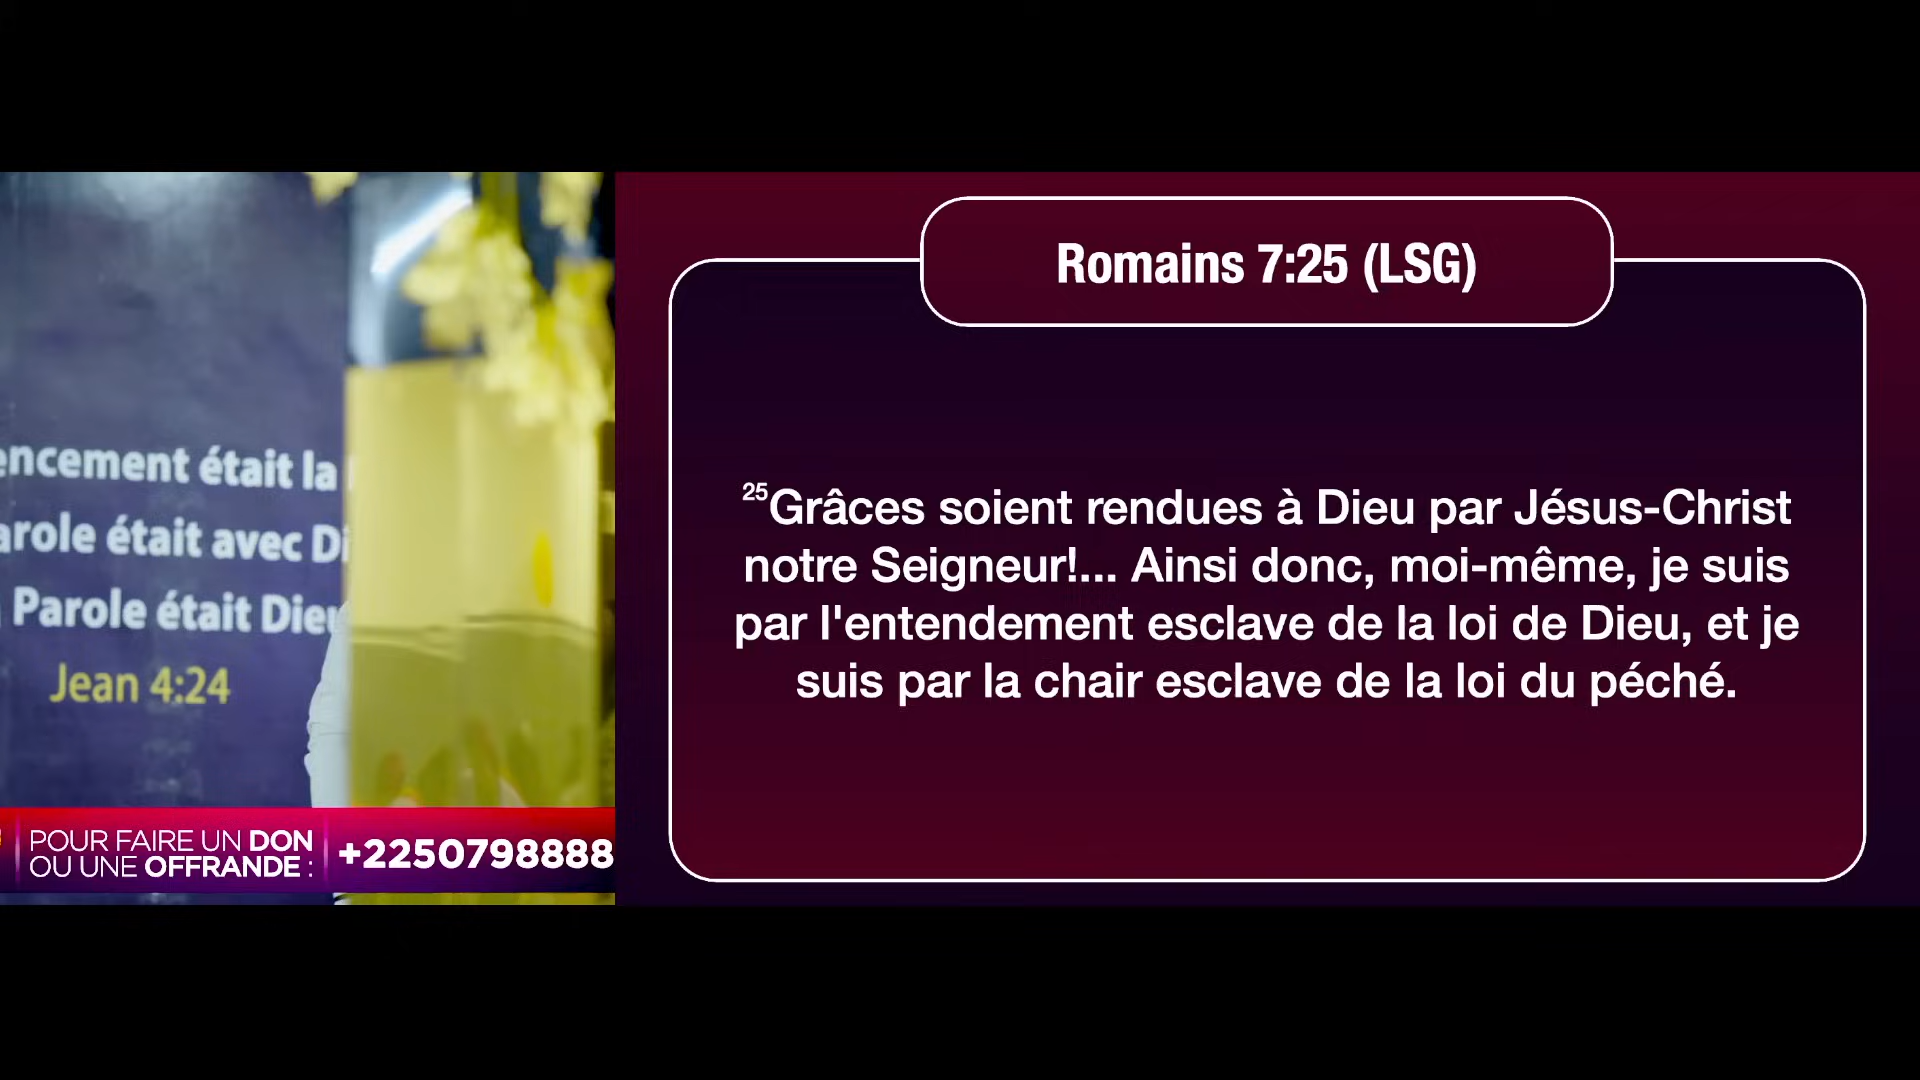 encement était la
arole était avec Di
Parole était Dieu
Jean 4:24
POUR FAIRE UN DON
OU UNE OFFRANDE :
+2250798888
Romains 7:25 (LSG)
25Grâces soient rendues à Dieu par Jésus-Christ
notre Seigneur!... Ainsi donc, moi-même, je suis
par l'entendement esclave de la loi de Dieu, et je
suis par la chair esclave de la loi du péché.